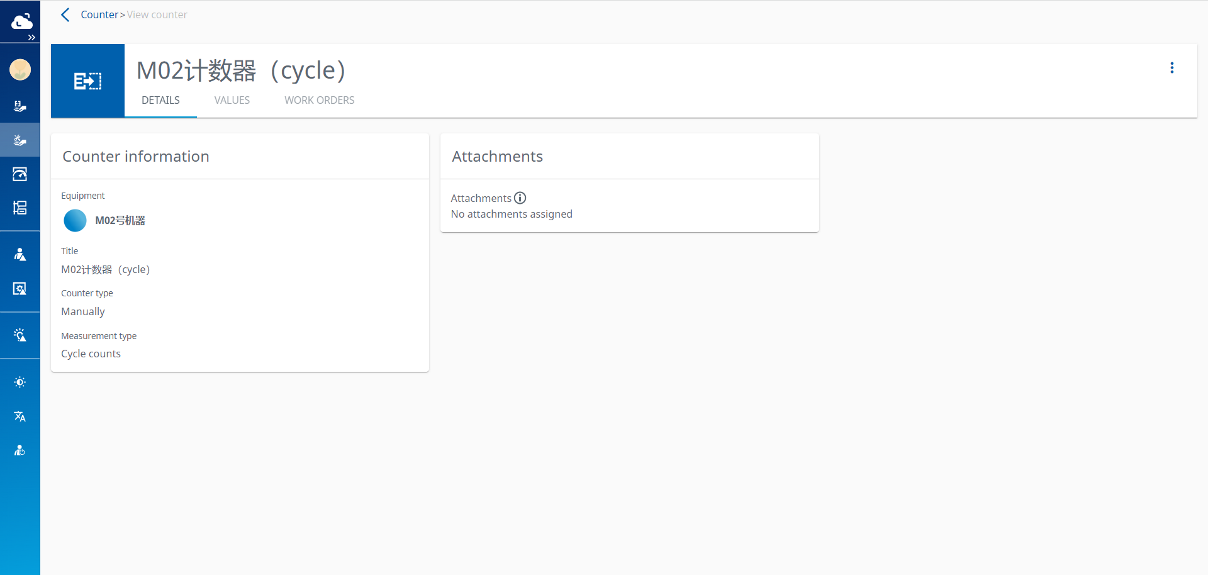 Counter > View counter
M02计数器（cycle）
DETAILS VALUES WORK ORDERS
Counter information
Equipment
M02号机器
Title
M02计数器（cycle）
Counter type
Manually
Measurement type
Cycle counts
Attachments
Attachments
No attachments assigned